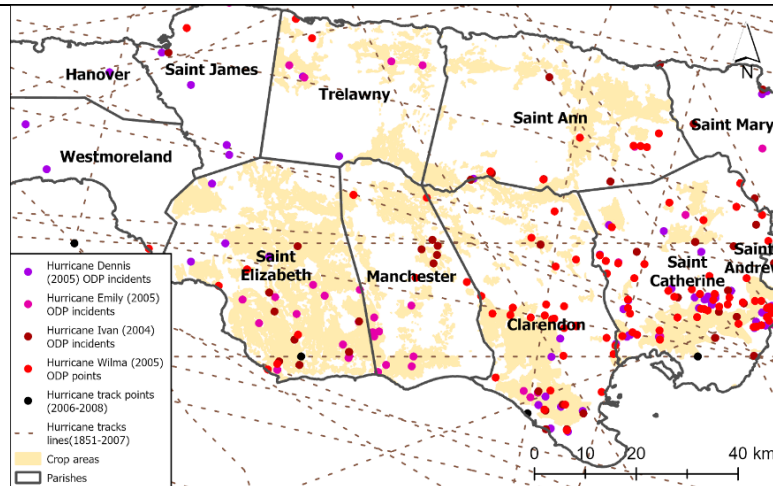 N
Hanover
Saint James
Trelawny
Saint Ann
Saint Mary
Westmoreland
Saint
Elizabeth
Manchester
Clarendon
Saint
Catherine
Saint
Andrew
Hurricane Dennis
(2005) ODP incidents
Hurricane Emily (2005)
ODP incidents
Hurricane Ivan (2004)
ODP incidents
Hurricane Wilma (2005)
ODP points
Hurricane track points
(2006-2008)
Hurricane tracks
lines(1851-2007)
Crop areas
Parishes
0 10 20 40 km